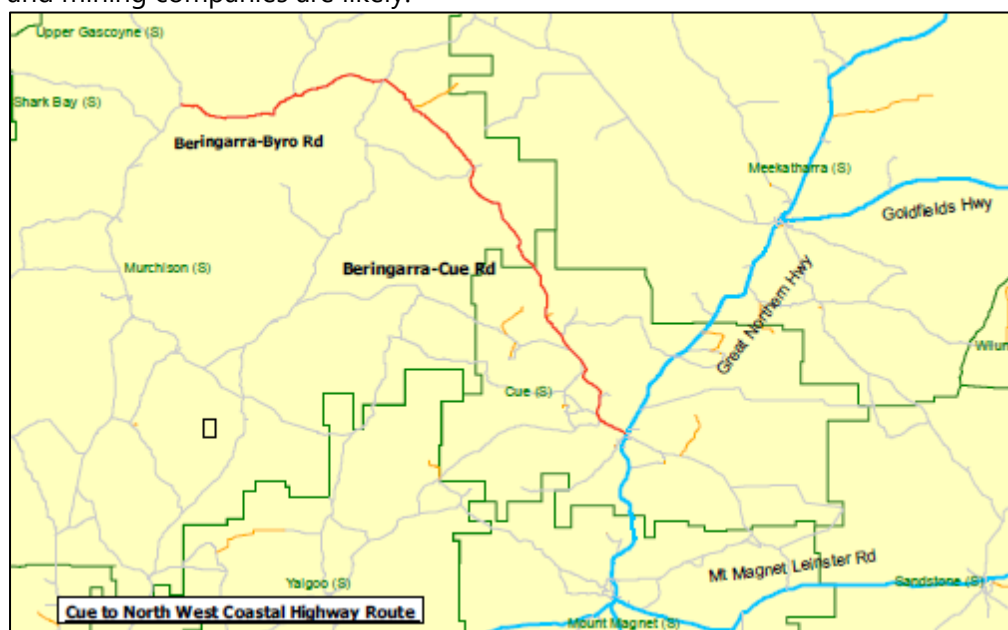 and mining companies are likely.
Upper Gascoyne (S)
Shark Bay (S)
Beringarra-Byro Rd
Meekatharra (S)
Goldfields Hwy
Murchison (S)
Beringarra-Cue Rd
Great Northern Hwy
Wilun
Cue (S)
Mt Magnet Leinster Rd
Yalgoo (S)
Sandstone (S)
Cue to North West Coastal Highway Route
Mount Magnet (S)